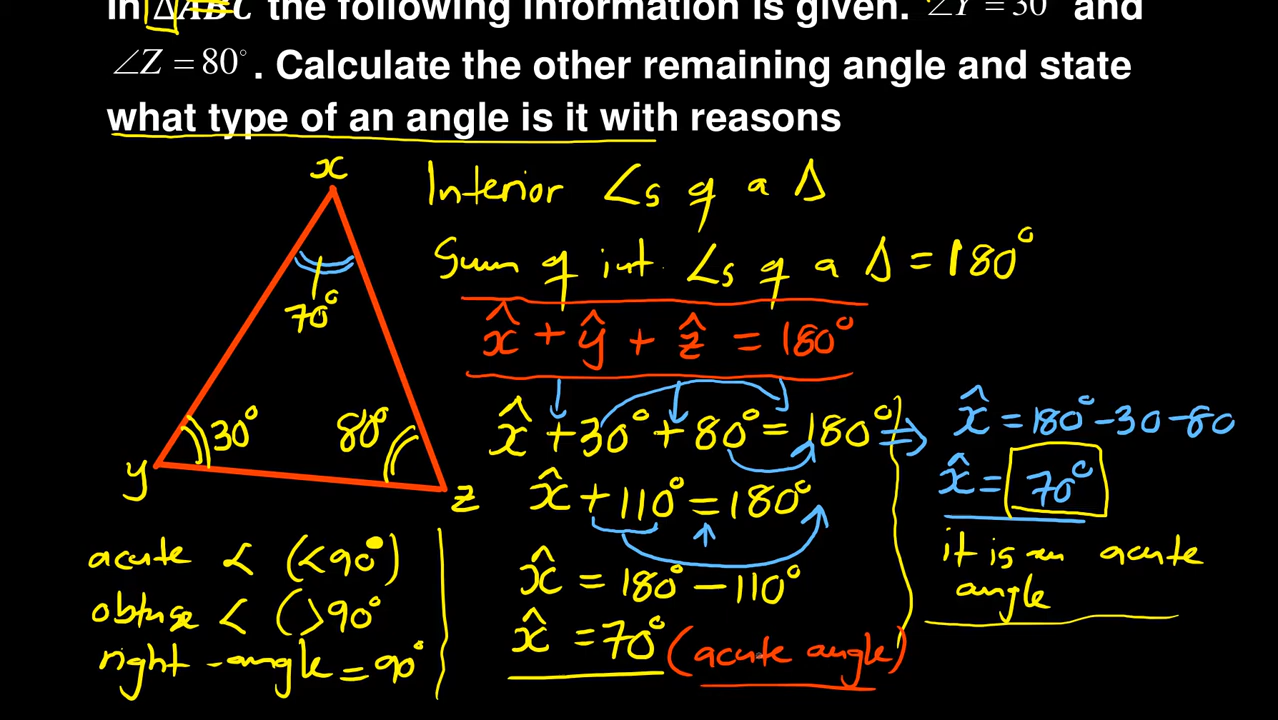 In △ABC the following information is given. ∠Y = 30° and
∠Z = 80°. Calculate the other remaining angle and state
what type of an angle is it with reasons
x
70°
30°
80°
y
z
Interior ∠s of a Δ
Sum of int. ∠s of a Δ = 180°
x̂ + ŷ + ẑ = 180°
x̂ + 30° + 80° = 180°
x̂ + 110° = 180°
x̂ = 180° - 110°
x̂ = 70° (acute angle)
⇒ x̂ = 180° - 30 - 80
x̂ = 70°
it is an acute
angle
acute < (<90°)
obtuse < (>90°
right-angle = 90°